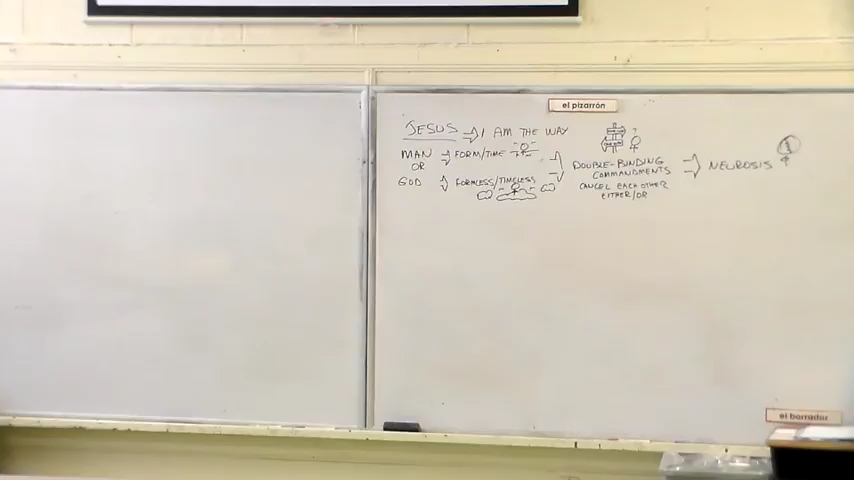 el pizarrón
JESUS ⇒ I AM THE WAY
MAN ⇒ FORM/TIME
OR
GOD ⇒ FORMLESS/TIMELESS
DOUBLE-BINDING
COMMANDMENTS
CANCEL EACH OTHER
EITHER/OR
⇒ NEUROSIS
?
el borrador